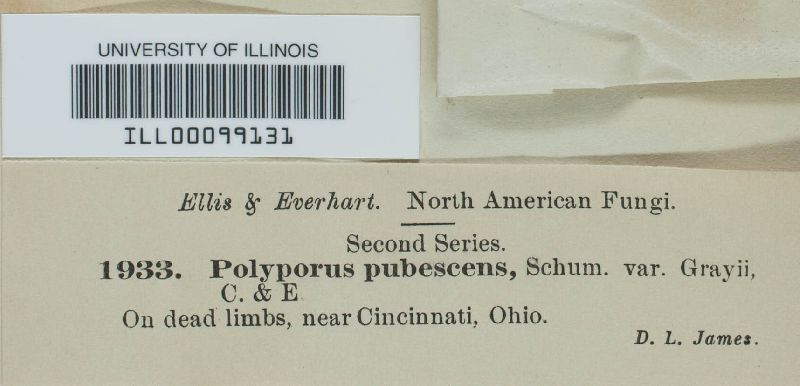 UNIVERSITY OF ILLINOIS
ILL00099131
Ellis & Everhart. North American Fungi.
Second Series.
1933. Polyporus pubescens, Schum. var. Grayii,
C. & E
On dead limbs, near Cincinnati, Ohio.
D. L. James.